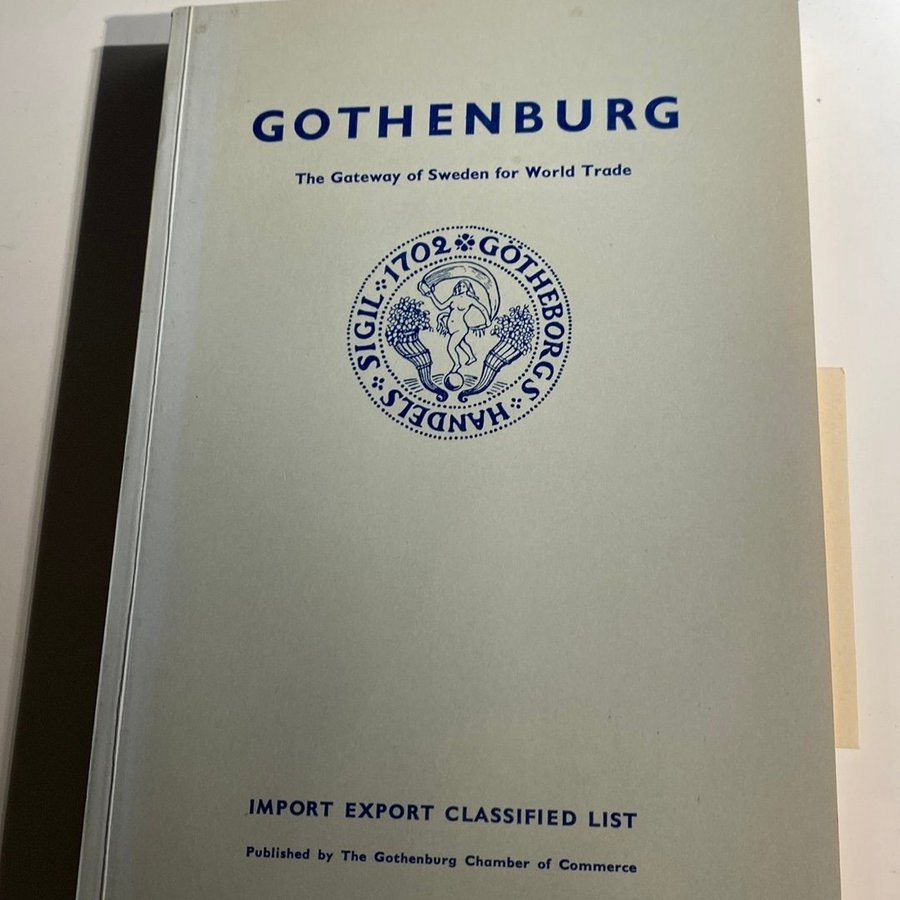 GOTHENBURG
The Gateway of Sweden for World Trade
SIGIL 1702 GÖTHEBORGS HANDELS
IMPORT EXPORT CLASSIFIED LIST
Published by The Gothenburg Chamber of Commerce